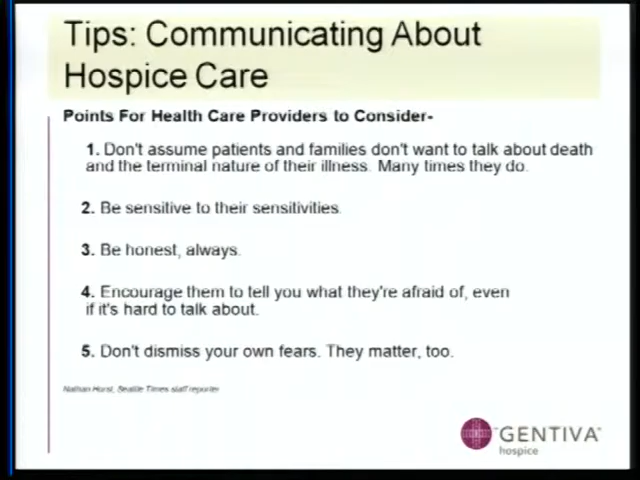 Tips: Communicating About
Hospice Care
Points For Health Care Providers to Consider-
1. Don't assume patients and families don't want to talk about death
and the terminal nature of their illness. Many times they do.
2. Be sensitive to their sensitivities.
3. Be honest, always.
4. Encourage them to tell you what they're afraid of, even
if it's hard to talk about.
5. Don't dismiss your own fears. They matter, too.
Nathan Hurst, Seattle Times staff reporter
GENTIVA
hospice